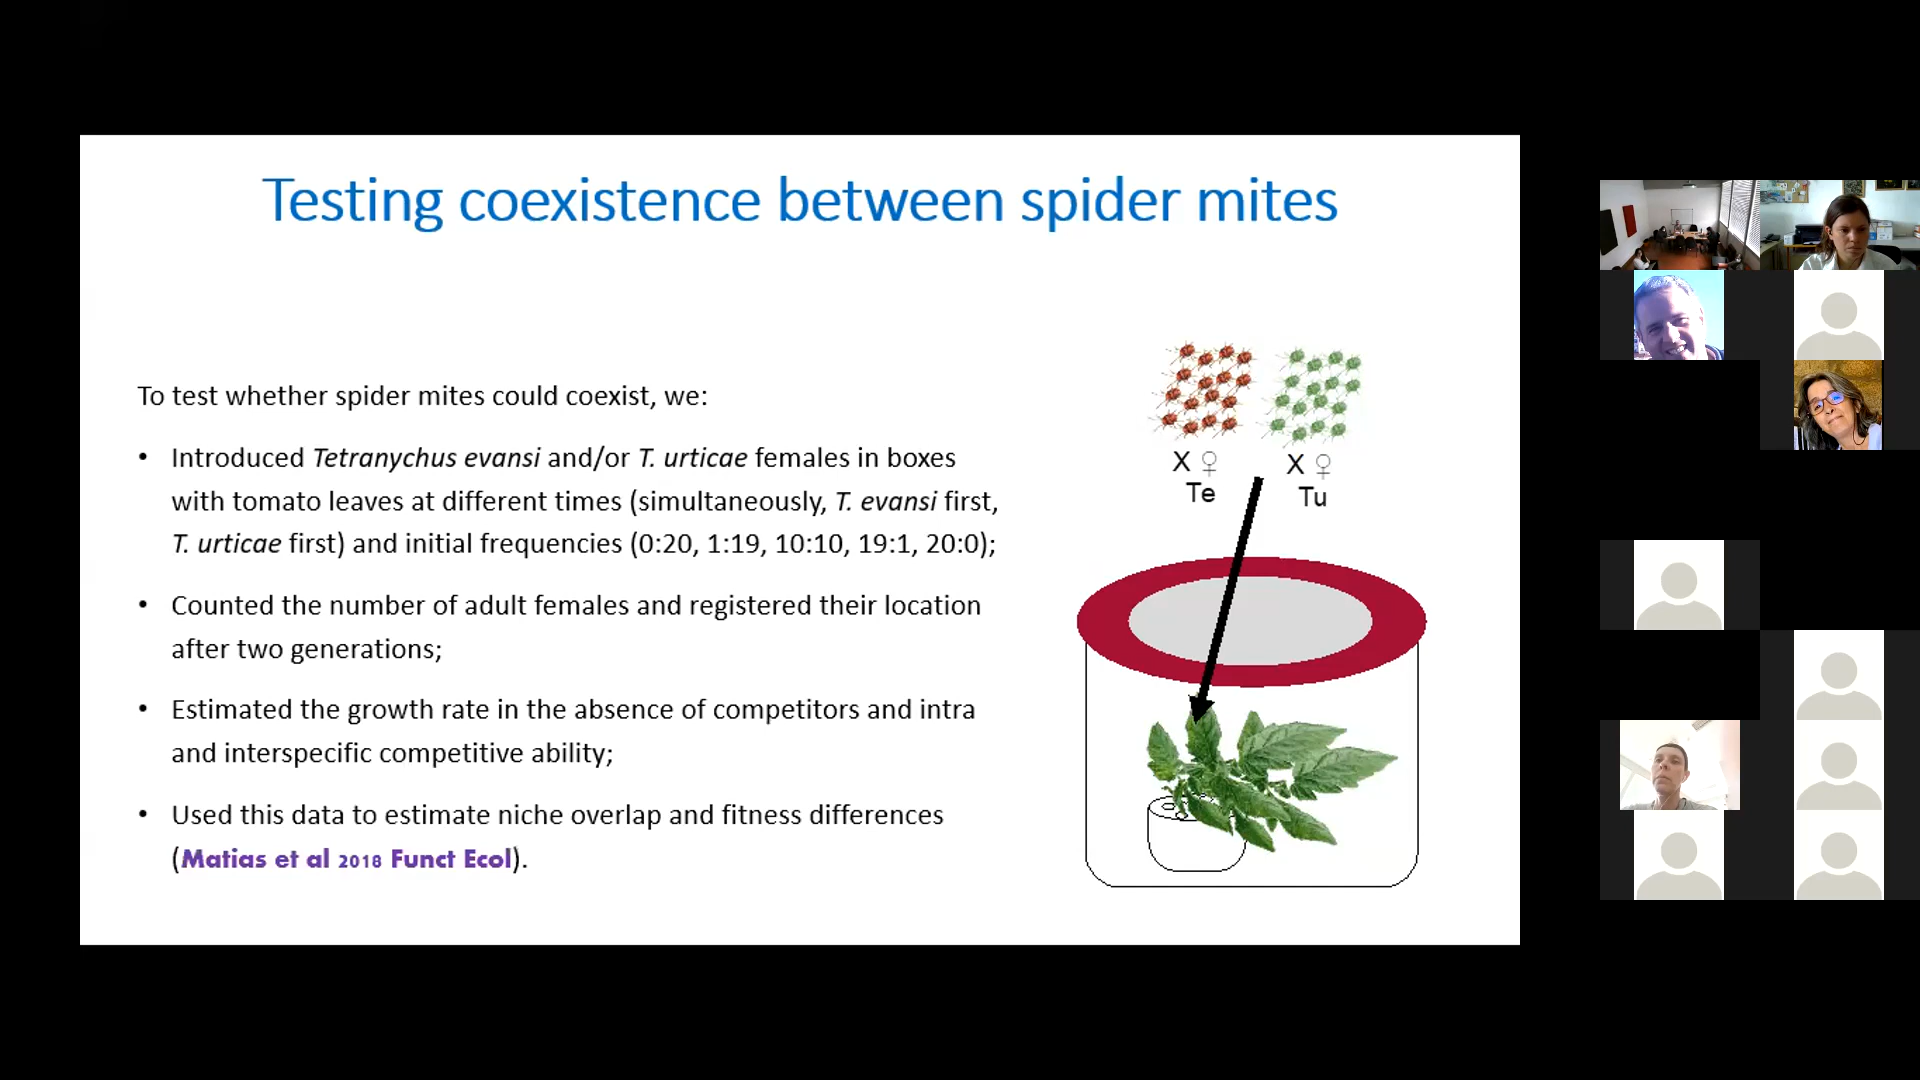 Testing coexistence between spider mites
To test whether spider mites could coexist, we:
• Introduced Tetranychus evansi and/or T. urticae females in boxes
with tomato leaves at different times (simultaneously, T. evansi first,
T. urticae first) and initial frequencies (0:20, 1:19, 10:10, 19:1, 20:0);
• Counted the number of adult females and registered their location
after two generations;
• Estimated the growth rate in the absence of competitors and intra
and interspecific competitive ability;
• Used this data to estimate niche overlap and fitness differences
(Matias et al 2018 Funct Ecol).
X ♀ X ♀
Te Tu